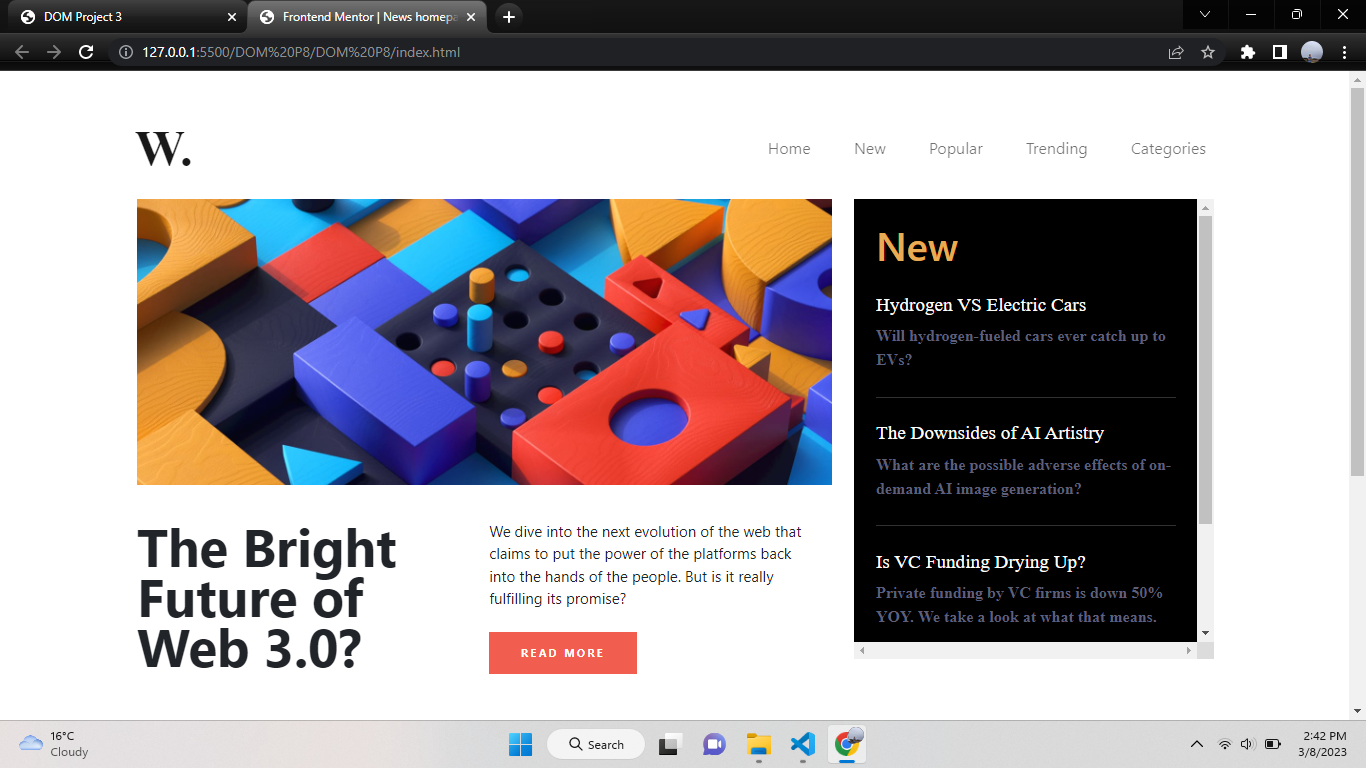 DOM Project 3
Frontend Mentor | News homepa
127.0.0.1:5500/DOM%20P8/DOM%20P8/index.html
W.
Home New Popular Trending Categories
New
Hydrogen VS Electric Cars
Will hydrogen-fueled cars ever catch up to
EVs?
The Downsides of AI Artistry
What are the possible adverse effects of on-
demand AI image generation?
Is VC Funding Drying Up?
Private funding by VC firms is down 50%
YOY. We take a look at what that means.
The Bright
Future of
Web 3.0?
We dive into the next evolution of the web that
claims to put the power of the platforms back
into the hands of the people. But is it really
fulfilling its promise?
READ MORE
16°C
Cloudy
Search
2:42 PM
3/8/2023